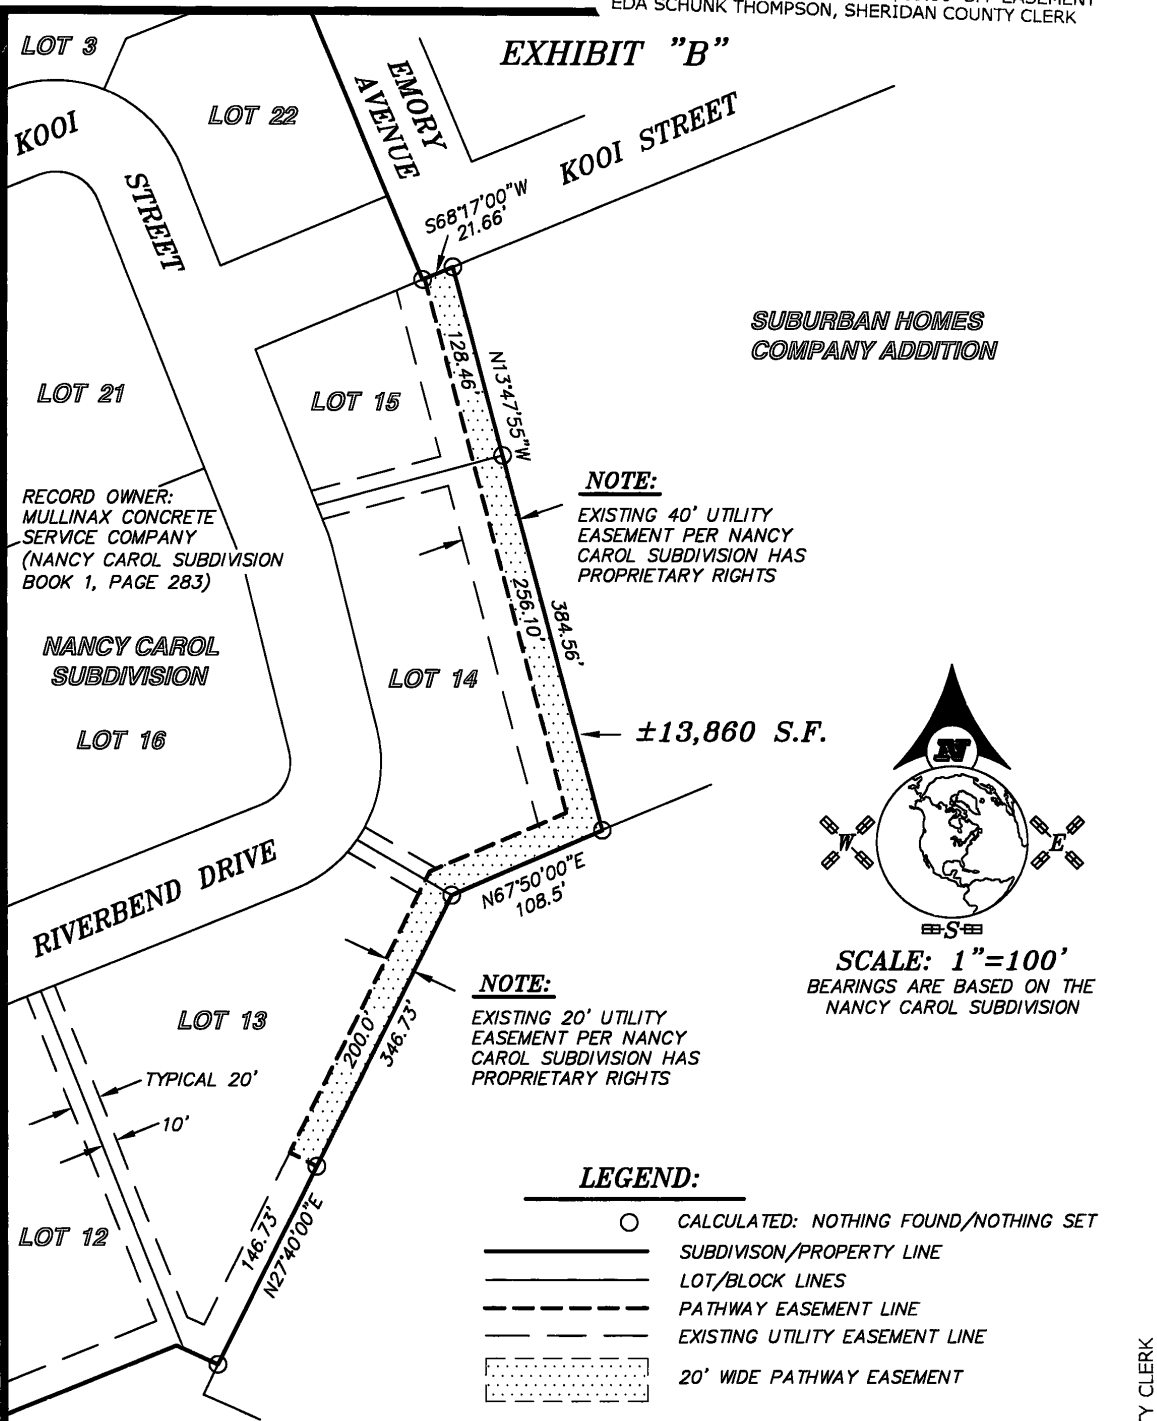 EDA SCHUNK THOMPSON, SHERIDAN COUNTY CLERK
EXHIBIT "B"
LOT 3
LOT 22
KOOI
STREET
EMORY
AVENUE
KOOI STREET
S68°17'00"W
21.66'
SUBURBAN HOMES
COMPANY ADDITION
128.46'
N13°47'55"W
LOT 21
LOT 15
RECORD OWNER:
MULLINAX CONCRETE
SERVICE COMPANY
(NANCY CAROL SUBDIVISION
BOOK 1, PAGE 283)
NOTE:
EXISTING 40' UTILITY
EASEMENT PER NANCY
CAROL SUBDIVISION HAS
PROPRIETARY RIGHTS
256.10'
384.56'
NANCY CAROL
SUBDIVISION
LOT 14
LOT 16
±13,860 S.F.
N
W
E
S
RIVERBEND DRIVE
N67°50'00"E
108.5'
SCALE: 1"=100'
BEARINGS ARE BASED ON THE
NANCY CAROL SUBDIVISION
NOTE:
EXISTING 20' UTILITY
EASEMENT PER NANCY
CAROL SUBDIVISION HAS
PROPRIETARY RIGHTS
LOT 13
200.0'
346.73'
TYPICAL 20'
10'
LOT 12
146.73'
N27°40'00"E
LEGEND:
CALCULATED: NOTHING FOUND/NOTHING SET
SUBDIVISON/PROPERTY LINE
LOT/BLOCK LINES
PATHWAY EASEMENT LINE
EXISTING UTILITY EASEMENT LINE
20' WIDE PATHWAY EASEMENT
TY CLERK